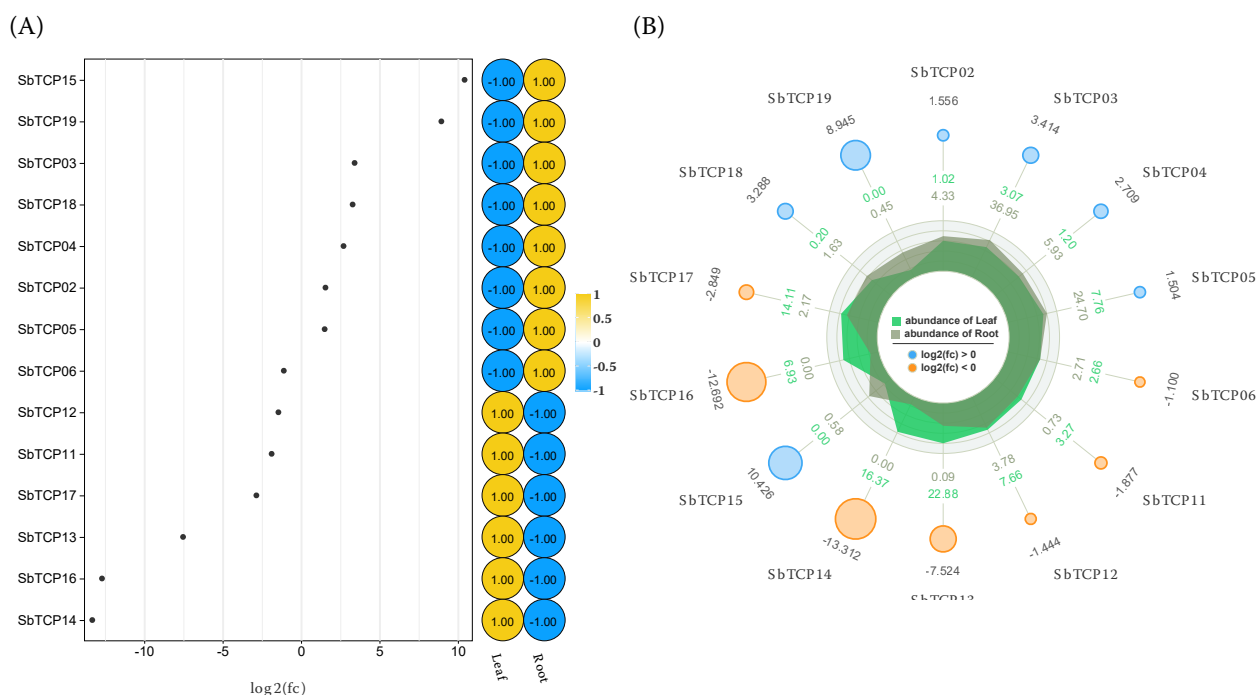 (A)
SbTCP15
SbTCP19
SbTCP03
SbTCP18
SbTCP04
SbTCP02
SbTCP05
SbTCP06
SbTCP12
SbTCP11
SbTCP17
SbTCP13
SbTCP16
SbTCP14
-10
-5
0
5
10
log2(fc)
-1.00 1.00
-1.00 1.00
-1.00 1.00
-1.00 1.00
-1.00 1.00
-1.00 1.00
-1.00 1.00
-1.00 1.00
1.00 -1.00
1.00 -1.00
1.00 -1.00
1.00 -1.00
1.00 -1.00
1.00 -1.00
Leaf
Root
1
0.5
0
-0.5
-1
(B)
SbTCP02
1.556
1.02
4.33
SbTCP03
3.414
3.07
36.95
SbTCP04
2.709
1.20
5.93
SbTCP05
1.504
7.76
24.70
SbTCP06
-1.100
2.66
2.71
SbTCP11
-1.877
3.27
0.73
SbTCP12
-1.444
7.66
3.78
SbTCP13
-7.524
22.88
0.09
SbTCP14
-13.312
16.37
0.00
SbTCP15
10.426
0.00
0.58
SbTCP16
-12.692
6.93
0.00
SbTCP17
-2.849
14.11
2.17
SbTCP18
3.288
0.20
1.63
SbTCP19
8.945
0.00
0.45
abundance of Leaf
abundance of Root
log2(fc) > 0
log2(fc) < 0